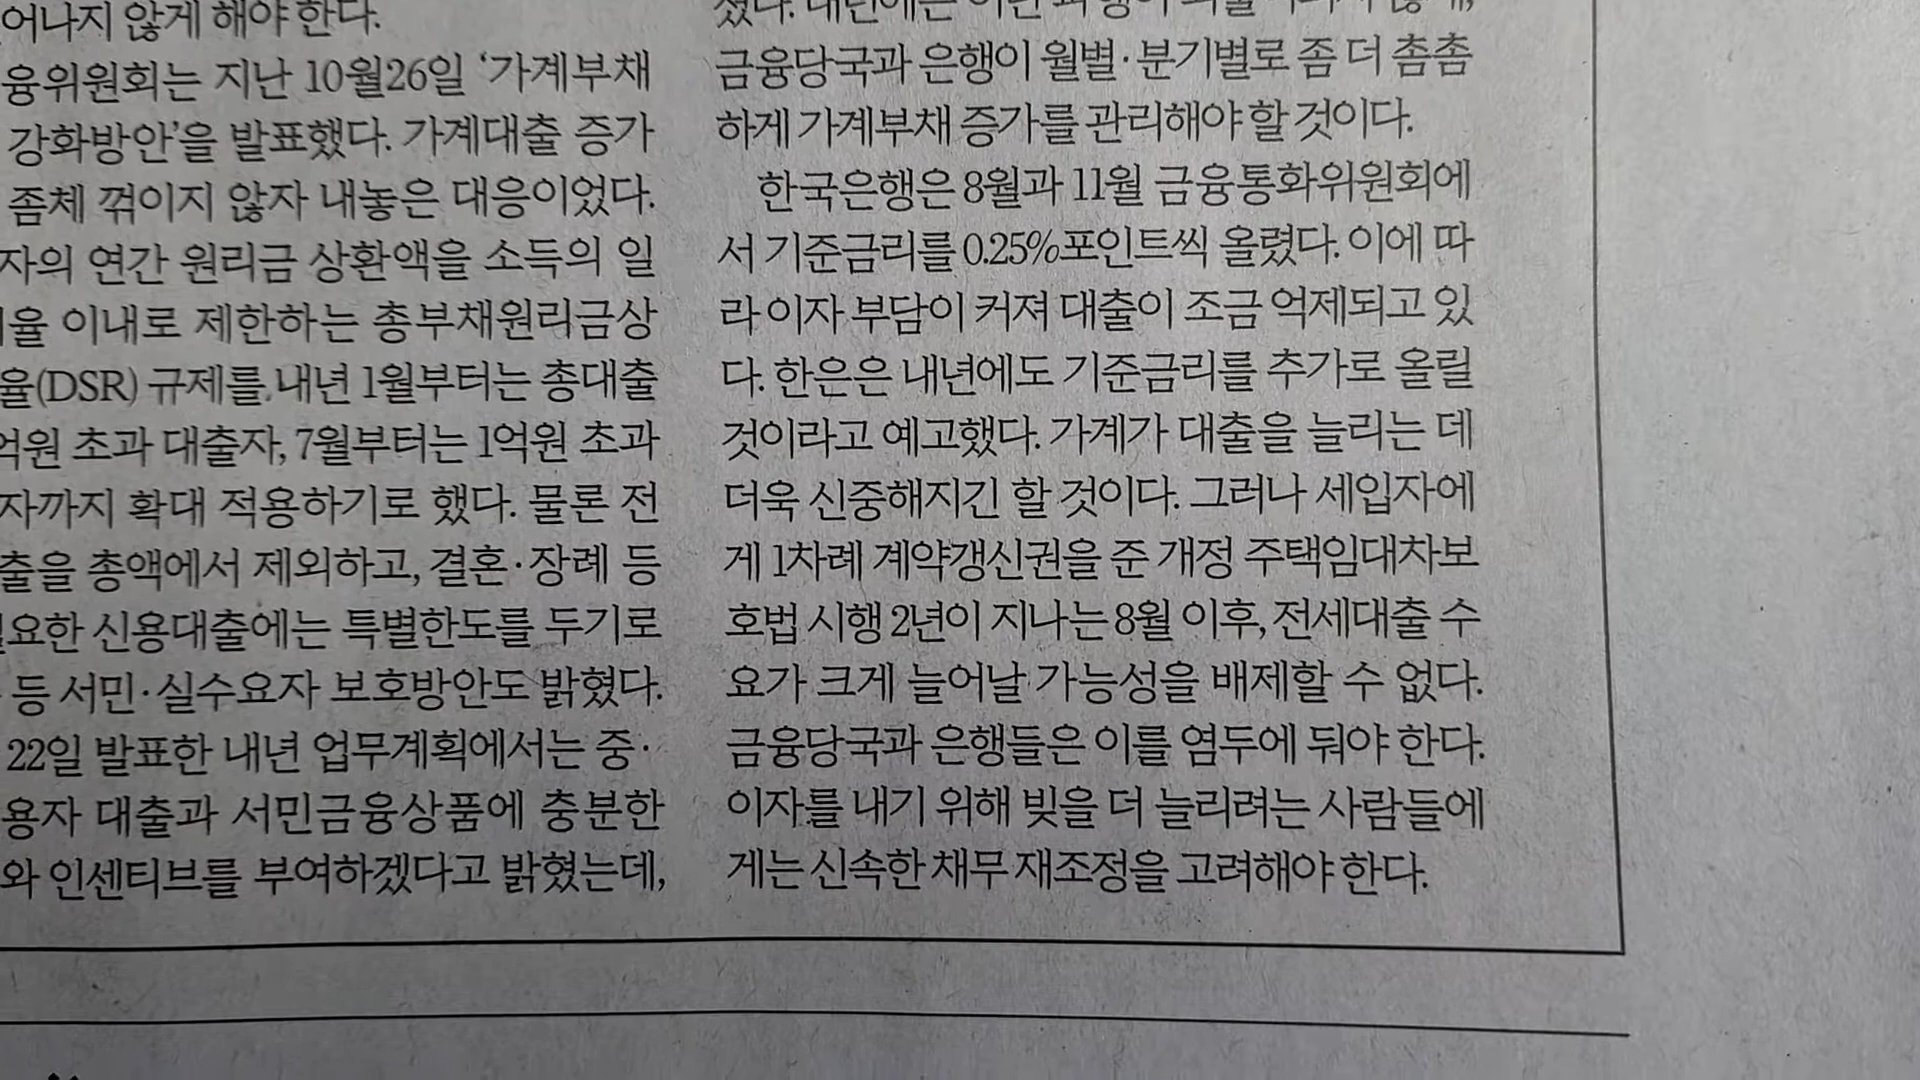 어나지 않게 해야 한다.
융위원회는 지난 10월26일 ‘가계부채
강화방안’을 발표했다. 가계대출 증가
좀체 꺾이지 않자 내놓은 대응이었다.
자의 연간 원리금 상환액을 소득의 일
율 이내로 제한하는 총부채원리금상
율(DSR) 규제를 내년 1월부터는 총대출
억원 초과 대출자, 7월부터는 1억원 초과
자까지 확대 적용하기로 했다. 물론 전
출을 총액에서 제외하고, 결혼·장례 등
요한 신용대출에는 특별한도를 두기로
등 서민·실수요자 보호방안도 밝혔다.
22일 발표한 내년 업무계획에서는 중·
용자 대출과 서민금융상품에 충분한
와 인센티브를 부여하겠다고 밝혔는데,
금융당국과 은행이 월별·분기별로 좀 더 촘촘
하게 가계부채 증가를 관리해야 할 것이다.
한국은행은 8월과 11월 금융통화위원회에
서 기준금리를 0.25%포인트씩 올렸다. 이에 따
라 이자 부담이 커져 대출이 조금 억제되고 있
다. 한은은 내년에도 기준금리를 추가로 올릴
것이라고 예고했다. 가계가 대출을 늘리는 데
더욱 신중해지긴 할 것이다. 그러나 세입자에
게 1차례 계약갱신권을 준 개정 주택임대차보
호법 시행 2년이 지나는 8월 이후, 전세대출 수
요가 크게 늘어날 가능성을 배제할 수 없다.
금융당국과 은행들은 이를 염두에 둬야 한다.
이자를 내기 위해 빚을 더 늘리려는 사람들에
게는 신속한 채무 재조정을 고려해야 한다.